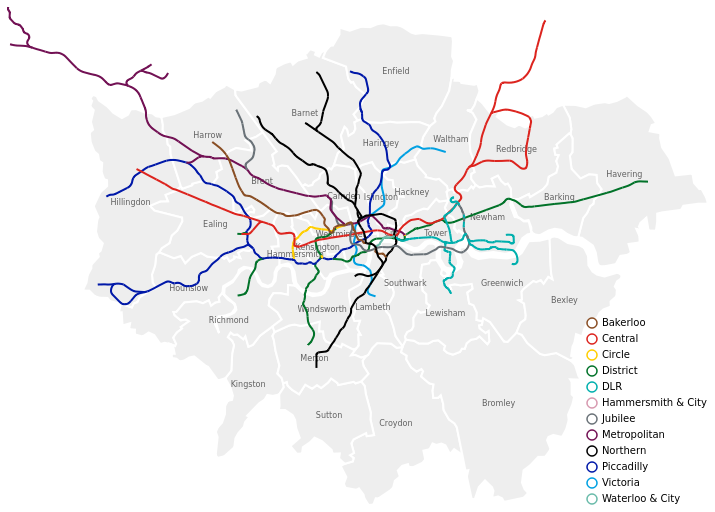 Enfield
Barnet
Harrow
Haringey
Waltham
Redbridge
Havering
Brent
Camden
Islington
Hackney
Barking
Hillingdon
Ealing
Westminster
Tower
Newham
Kensington
Hammersmith
Hounslow
Southwark
Greenwich
Wandsworth
Lambeth
Lewisham
Bexley
Richmond
Merton
Kingston
Sutton
Croydon
Bromley
Bakerloo
Central
Circle
District
DLR
Hammersmith & City
Jubilee
Metropolitan
Northern
Piccadilly
Victoria
Waterloo & City